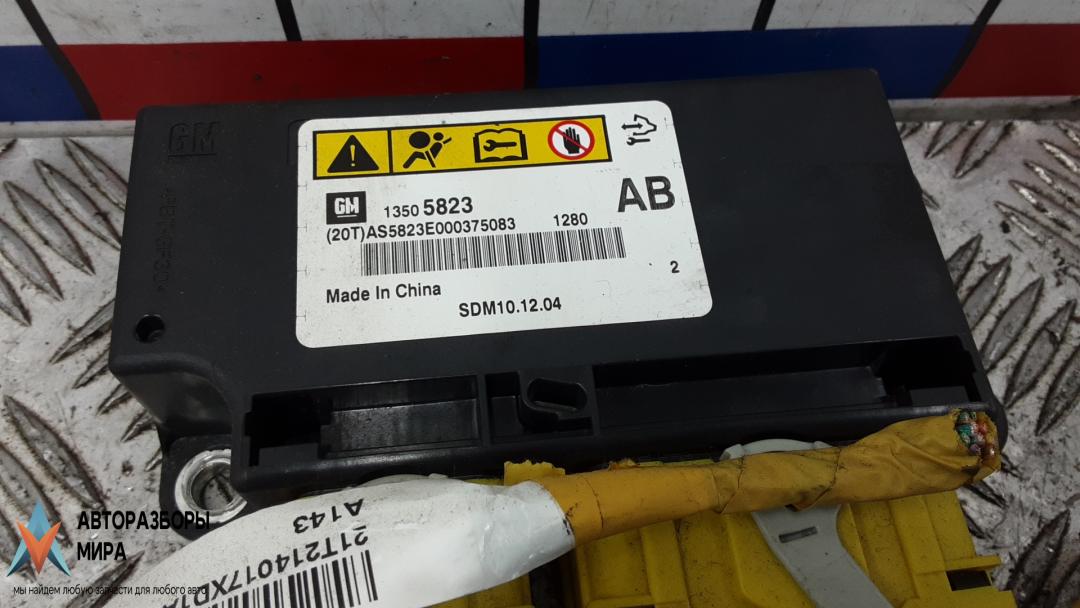 GM
GM
1350 5823
AB
(20T)AS5823E000375083 1280
2
Made In China
SDM10.12.04
A143
АВТОРАЗБОРЫ
МИРА
мы найдем любую запчасти для любого авто